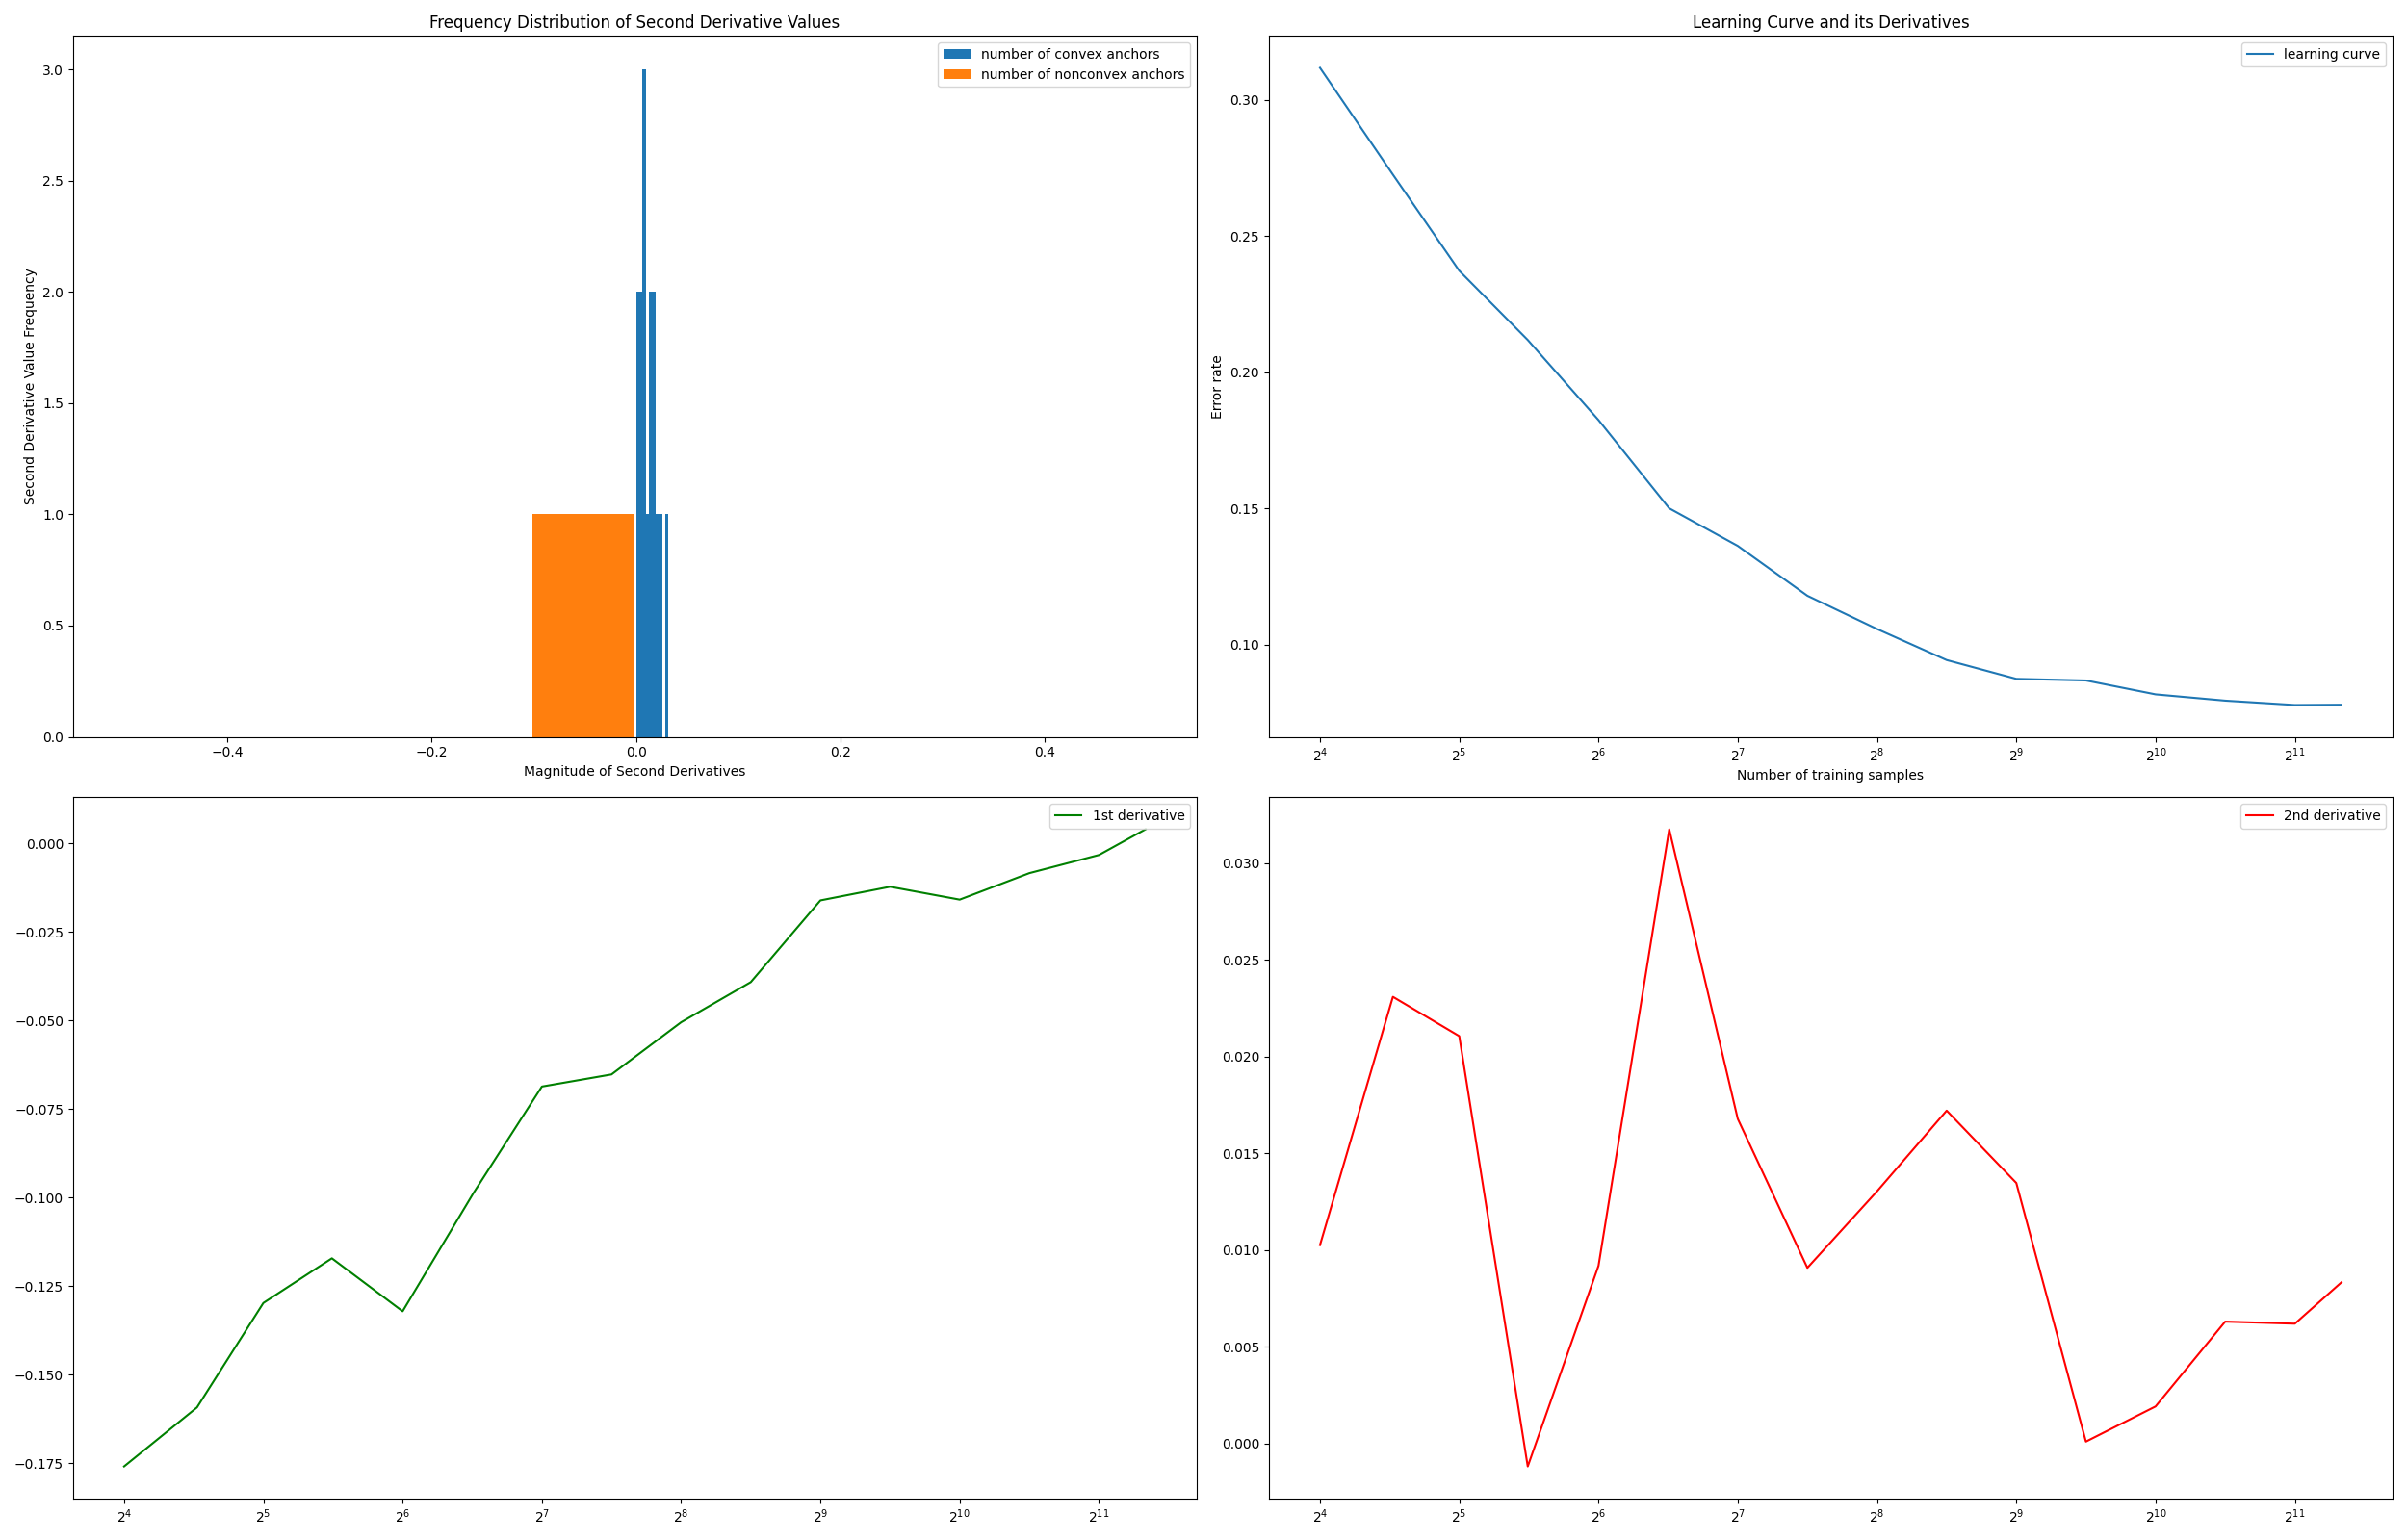 Frequency Distribution of Second Derivative Values
number of convex anchors
number of nonconvex anchors
3.0
2.5
2.0
1.5
1.0
0.5
0.0
Second Derivative Value Frequency
−0.4 −0.2 0.0 0.2 0.4
Magnitude of Second Derivatives
Learning Curve and its Derivatives
learning curve
0.30
0.25
0.20
0.15
0.10
Error rate
2⁴ 2⁵ 2⁶ 2⁷ 2⁸ 2⁹ 2¹⁰ 2¹¹
Number of training samples
1st derivative
0.000
−0.025
−0.050
−0.075
−0.100
−0.125
−0.150
−0.175
2⁴ 2⁵ 2⁶ 2⁷ 2⁸ 2⁹ 2¹⁰ 2¹¹
2nd derivative
0.030
0.025
0.020
0.015
0.010
0.005
0.000
2⁴ 2⁵ 2⁶ 2⁷ 2⁸ 2⁹ 2¹⁰ 2¹¹